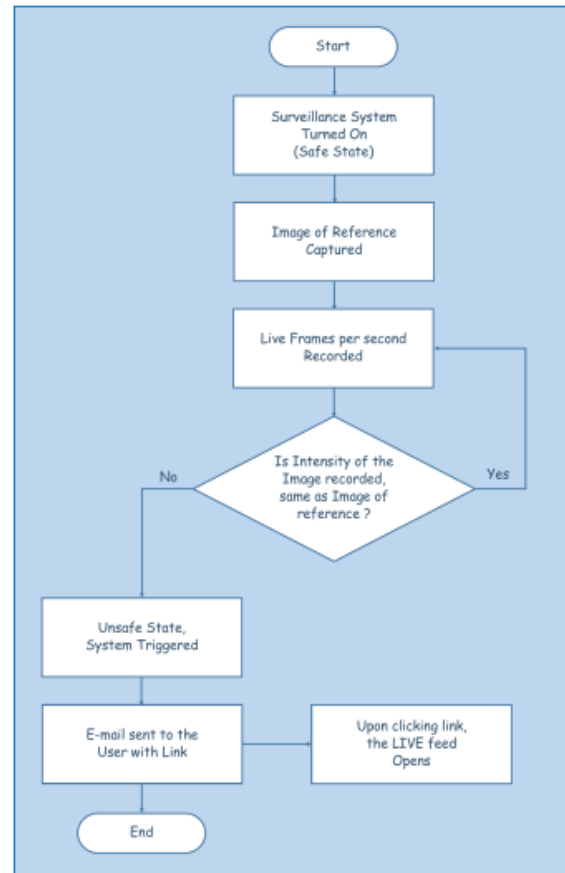 Start
Surveillance System
Turned On
(Safe State)
Image of Reference
Captured
Live Frames per second
Recorded
Is Intensity of the
Image recorded,
same as Image of
reference ?
No
Yes
Unsafe State,
System Triggered
E-mail sent to the
User with Link
Upon clicking link,
the LIVE feed
Opens
End